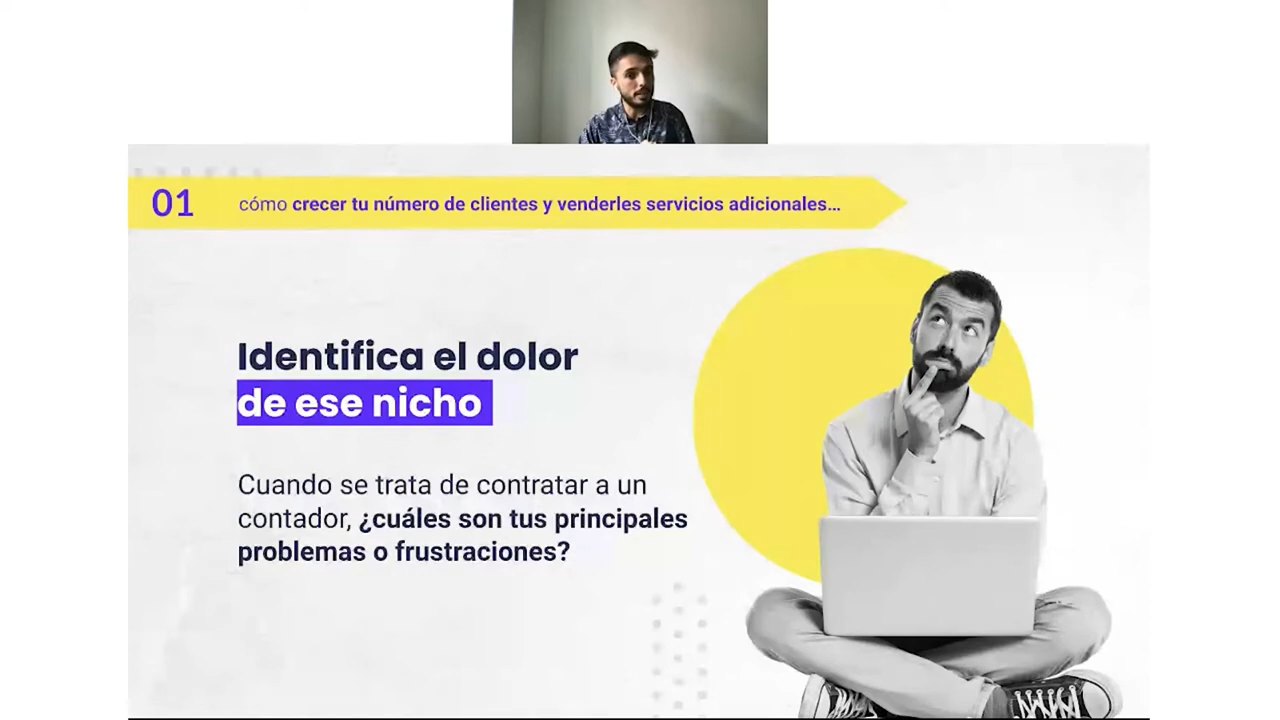 01
cómo crecer tu número de clientes y venderles servicios adicionales...
Identifica el dolor
de ese nicho
Cuando se trata de contratar a un
contador, ¿cuáles son tus principales
problemas o frustraciones?